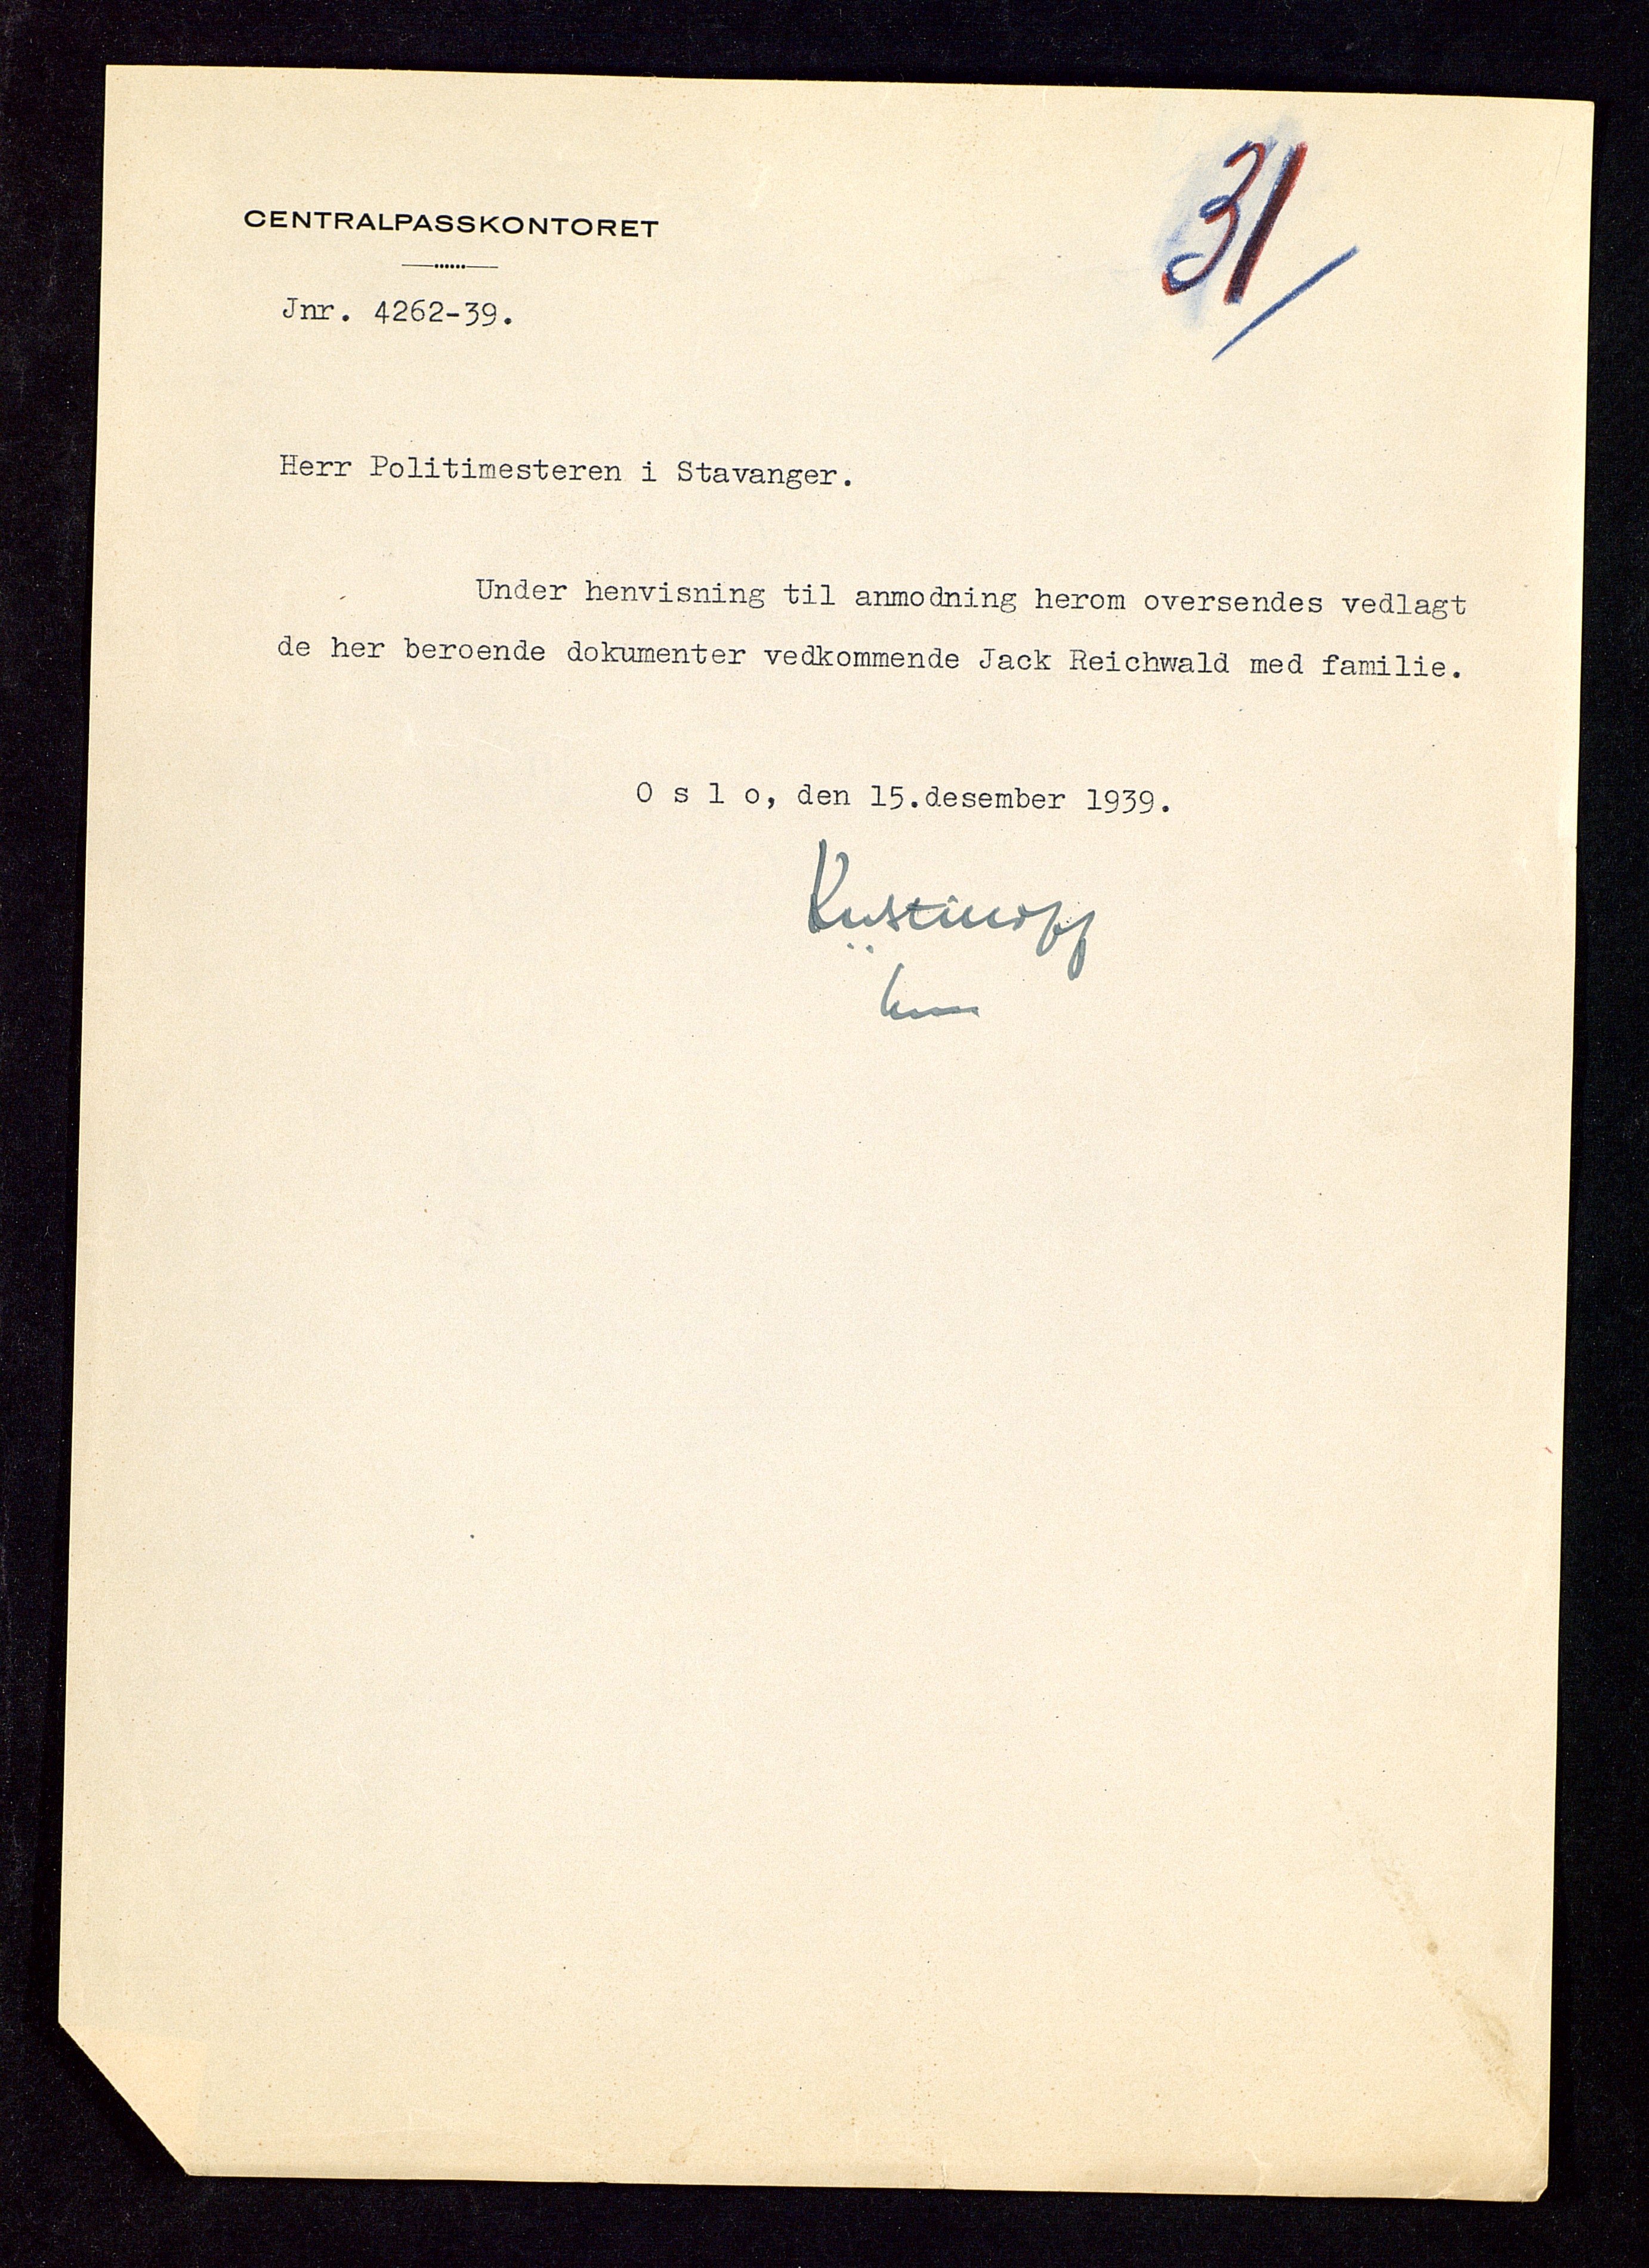 31
CENTRALPASSKONTORET
Jnr. 4262-39.
Herr Politimesteren i Stavanger.
Under henvisning til anmodning herom oversendes vedlagt
de her beroende dokumenter vedkommende Jack Reichwald med familie.
O s l o, den 15.desember 1939.